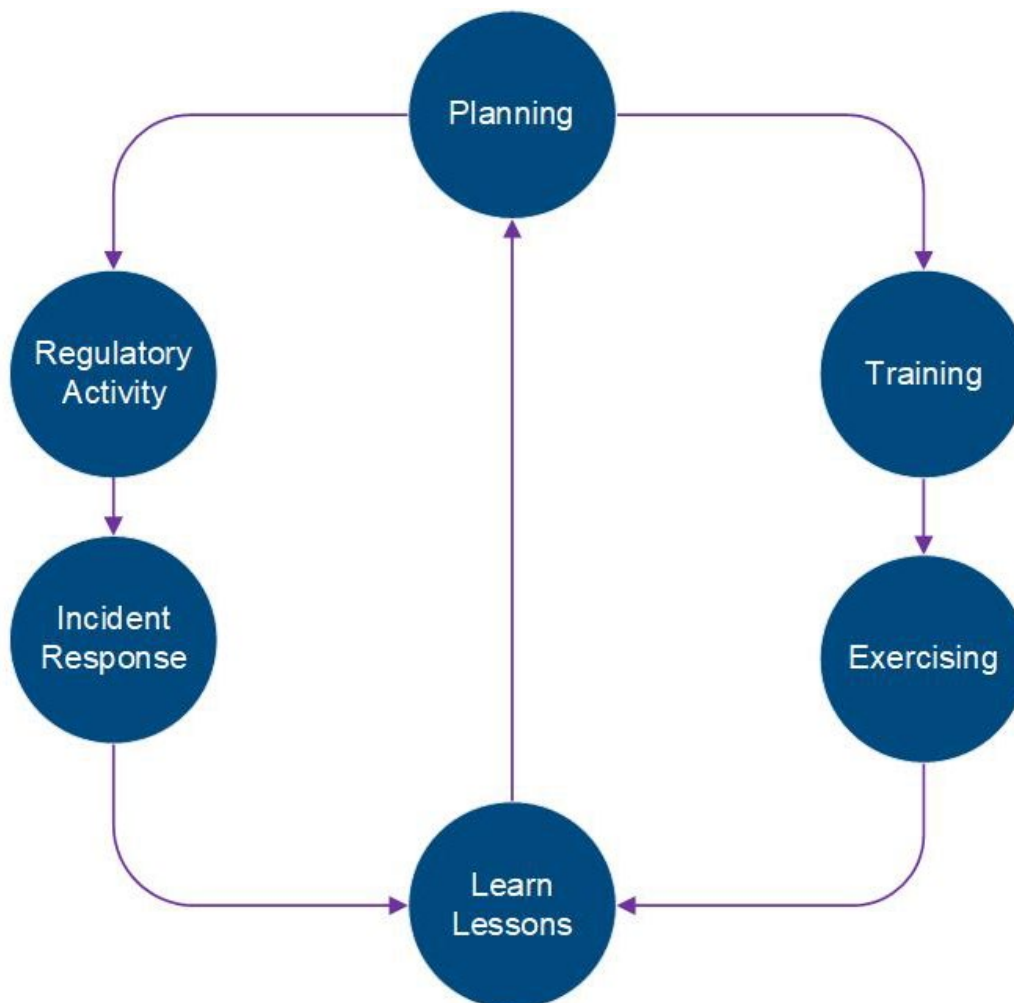 Planning
Regulatory
Activity
Training
Incident
Response
Exercising
Learn
Lessons